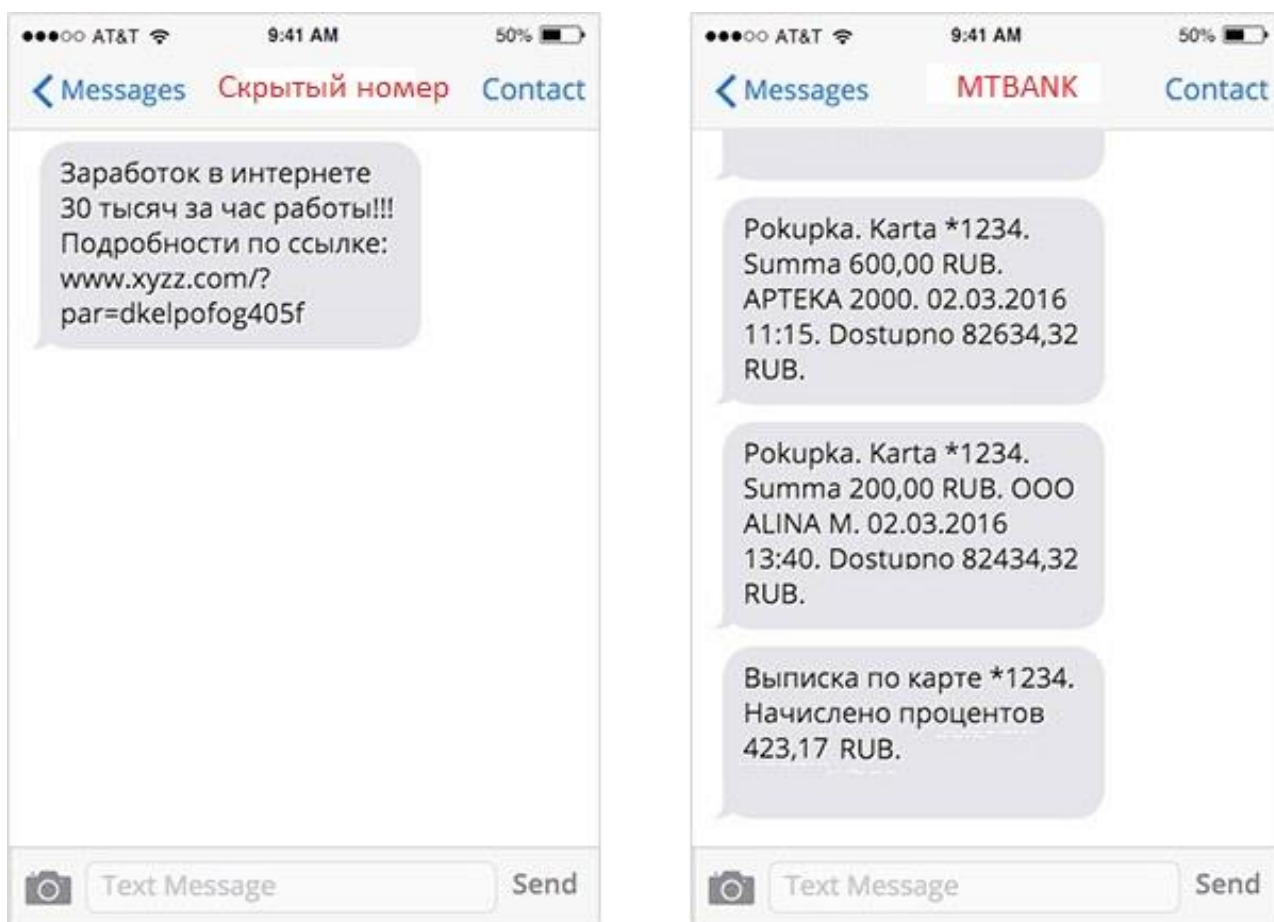 ●●●○○ AT&T 9:41 AM 50%
Messages Скрытый номер Contact
Заработок в интернете
30 тысяч за час работы!!!
Подробности по ссылке:
www.xyzz.com/?
par=dkelpofog405f
Text Message Send
●●●○○ AT&T 9:41 AM 50%
Messages MTBANK Contact
Pokupka. Karta *1234.
Summa 600,00 RUB.
APTEKA 2000. 02.03.2016
11:15. Dostupno 82634,32
RUB.
Pokupka. Karta *1234.
Summa 200,00 RUB. OOO
ALINA M. 02.03.2016
13:40. Dostupno 82434,32
RUB.
Выписка по карте *1234.
Начислено процентов
423,17 RUB.
Text Message Send